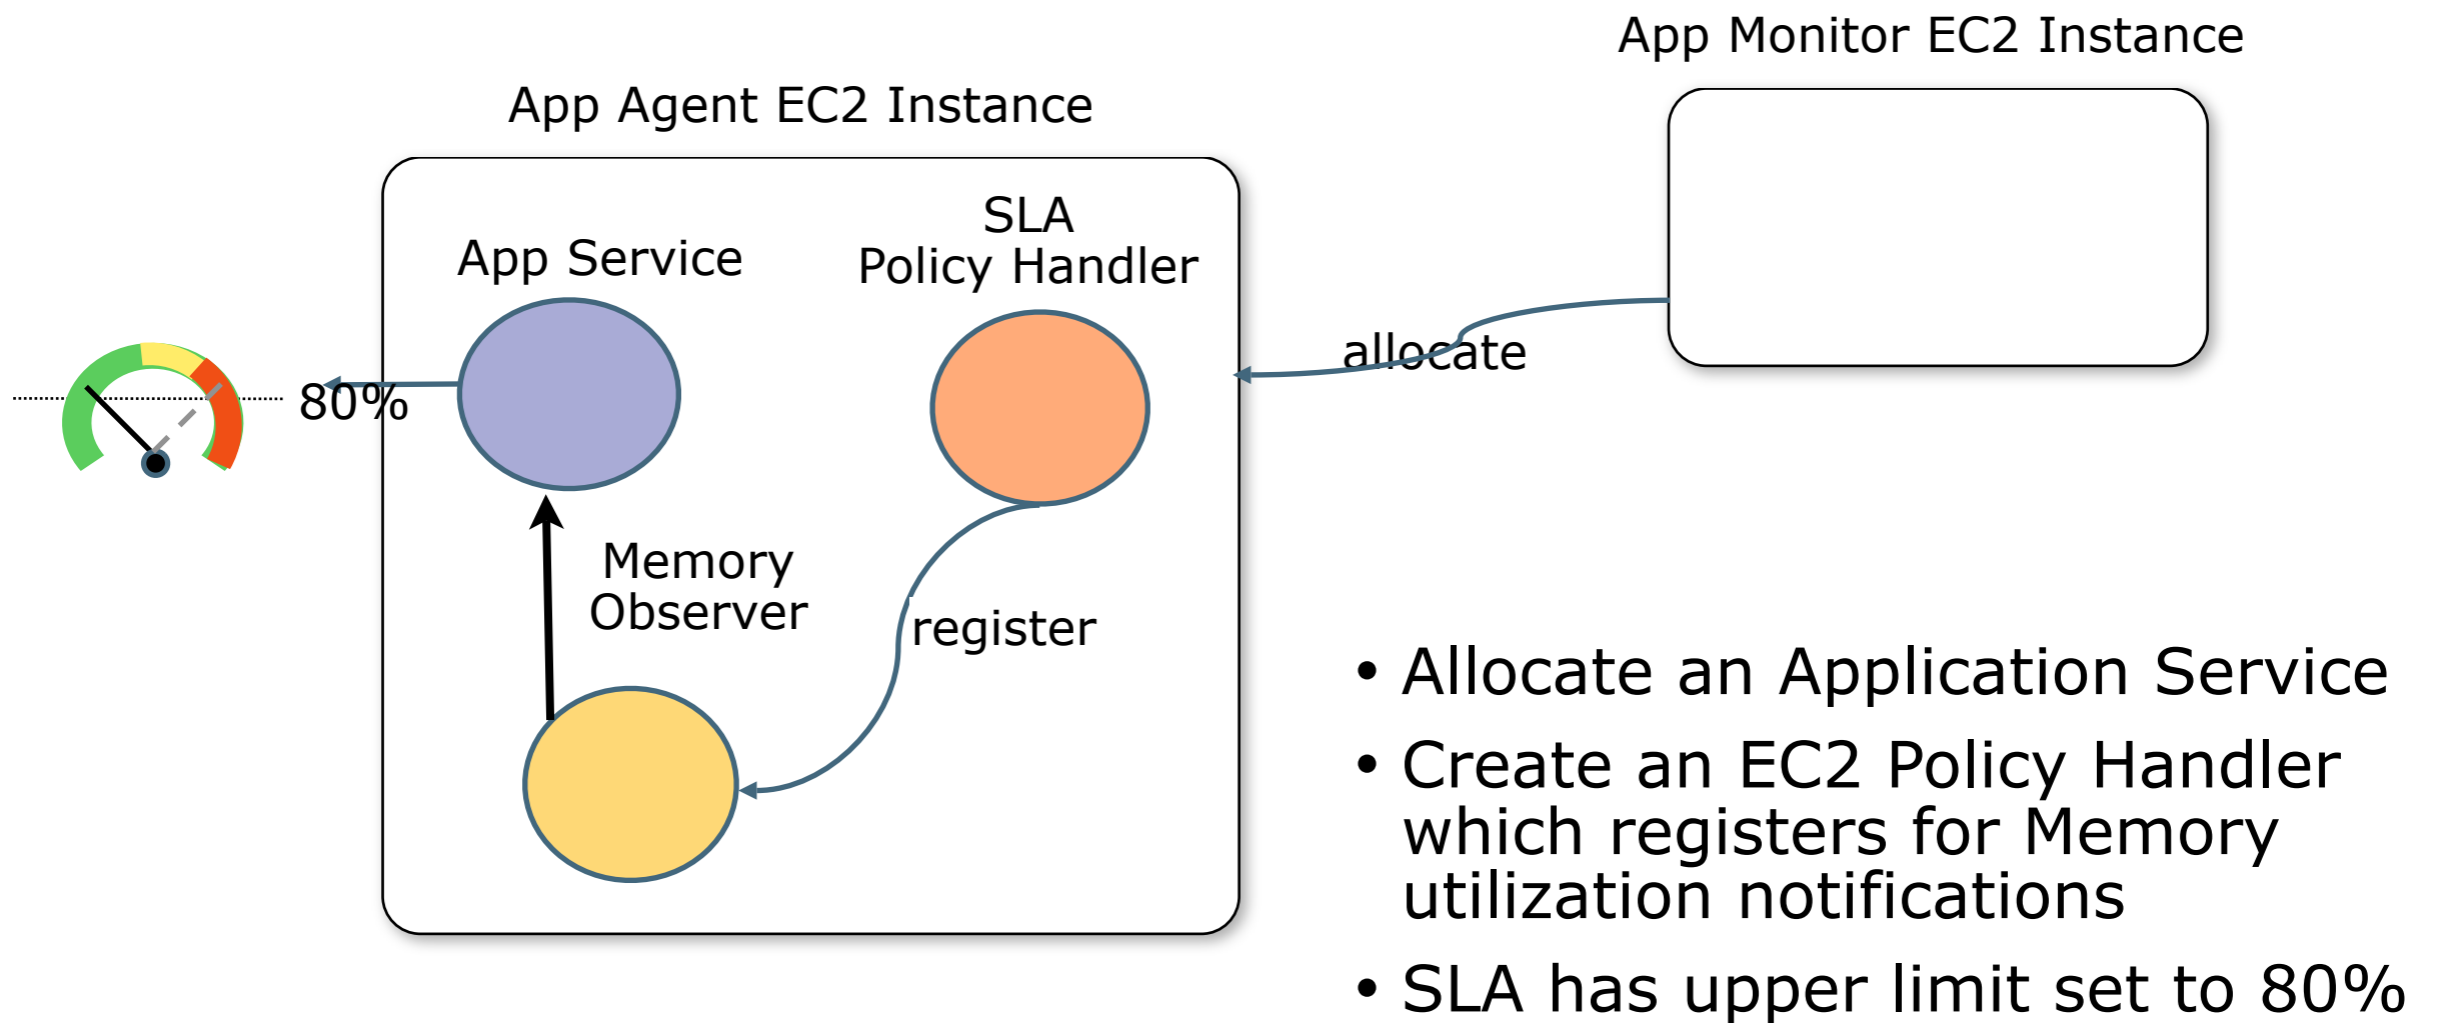 App Monitor EC2 Instance
App Agent EC2 Instance
SLA
Policy Handler
App Service
allocate
80%
Memory
Observer
register
• Allocate an Application Service
• Create an EC2 Policy Handler
which registers for Memory
utilization notifications
• SLA has upper limit set to 80%